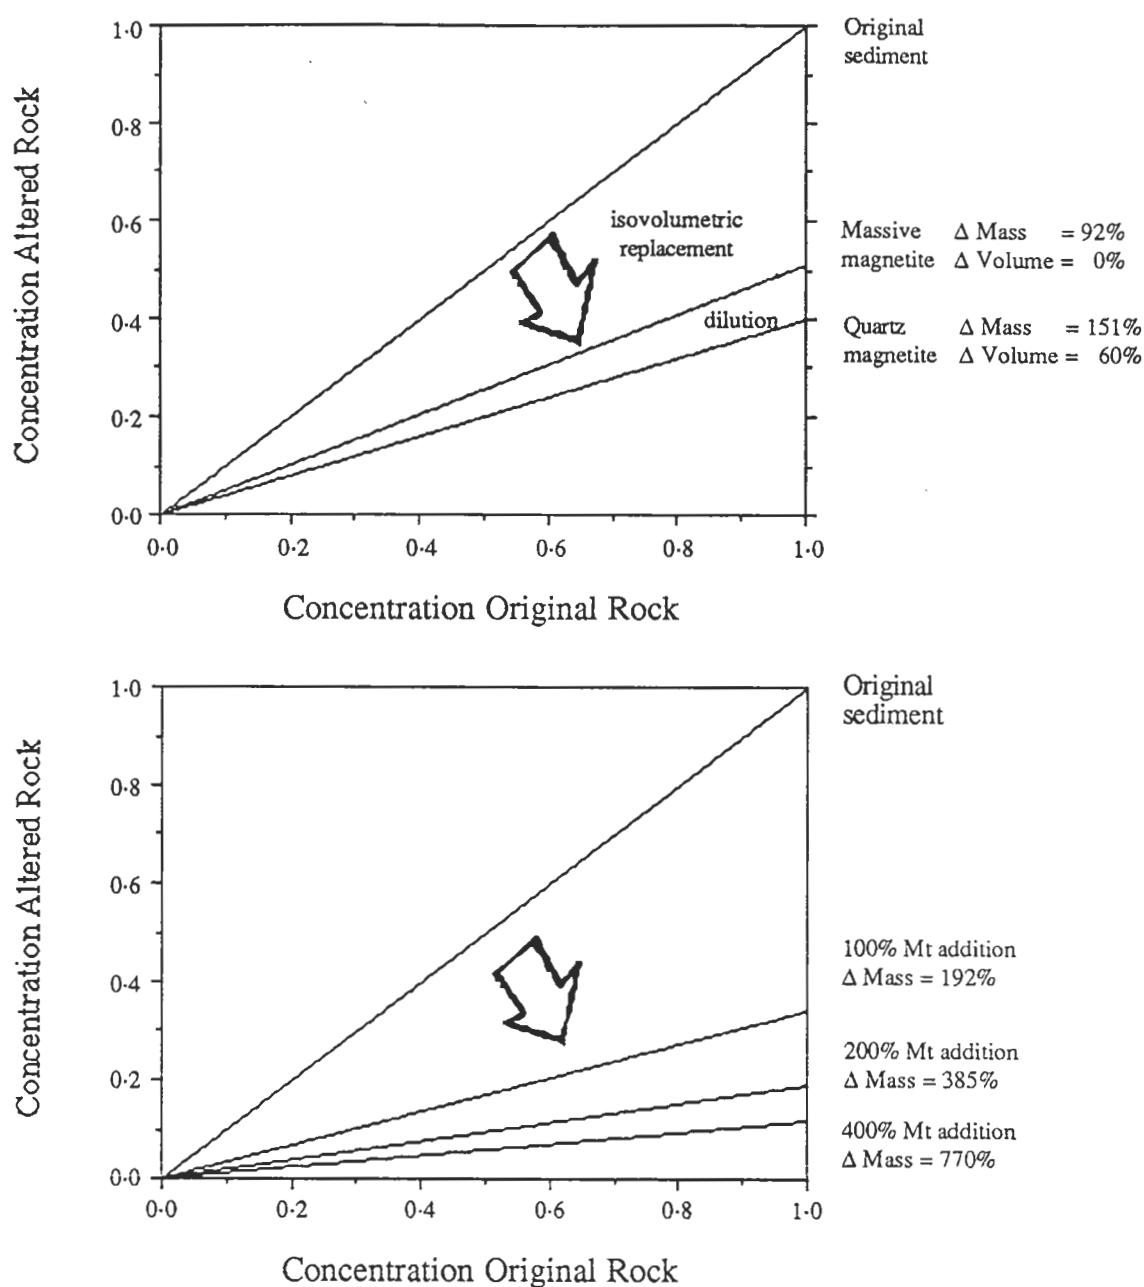 Concentration Altered Rock
1·0
0·8
0·6
0·4
0·2
0·0
0·0 0·2 0·4 0·6 0·8 1·0
Concentration Original Rock
isovolumetric
replacement
dilution
Original
sediment
Massive Δ Mass = 92%
magnetite Δ Volume = 0%
Quartz Δ Mass = 151%
magnetite Δ Volume = 60%
Concentration Altered Rock
1·0
0·8
0·6
0·4
0·2
0·0
0·0 0·2 0·4 0·6 0·8 1·0
Concentration Original Rock
Original
sediment
100% Mt addition
Δ Mass = 192%
200% Mt addition
Δ Mass = 385%
400% Mt addition
Δ Mass = 770%